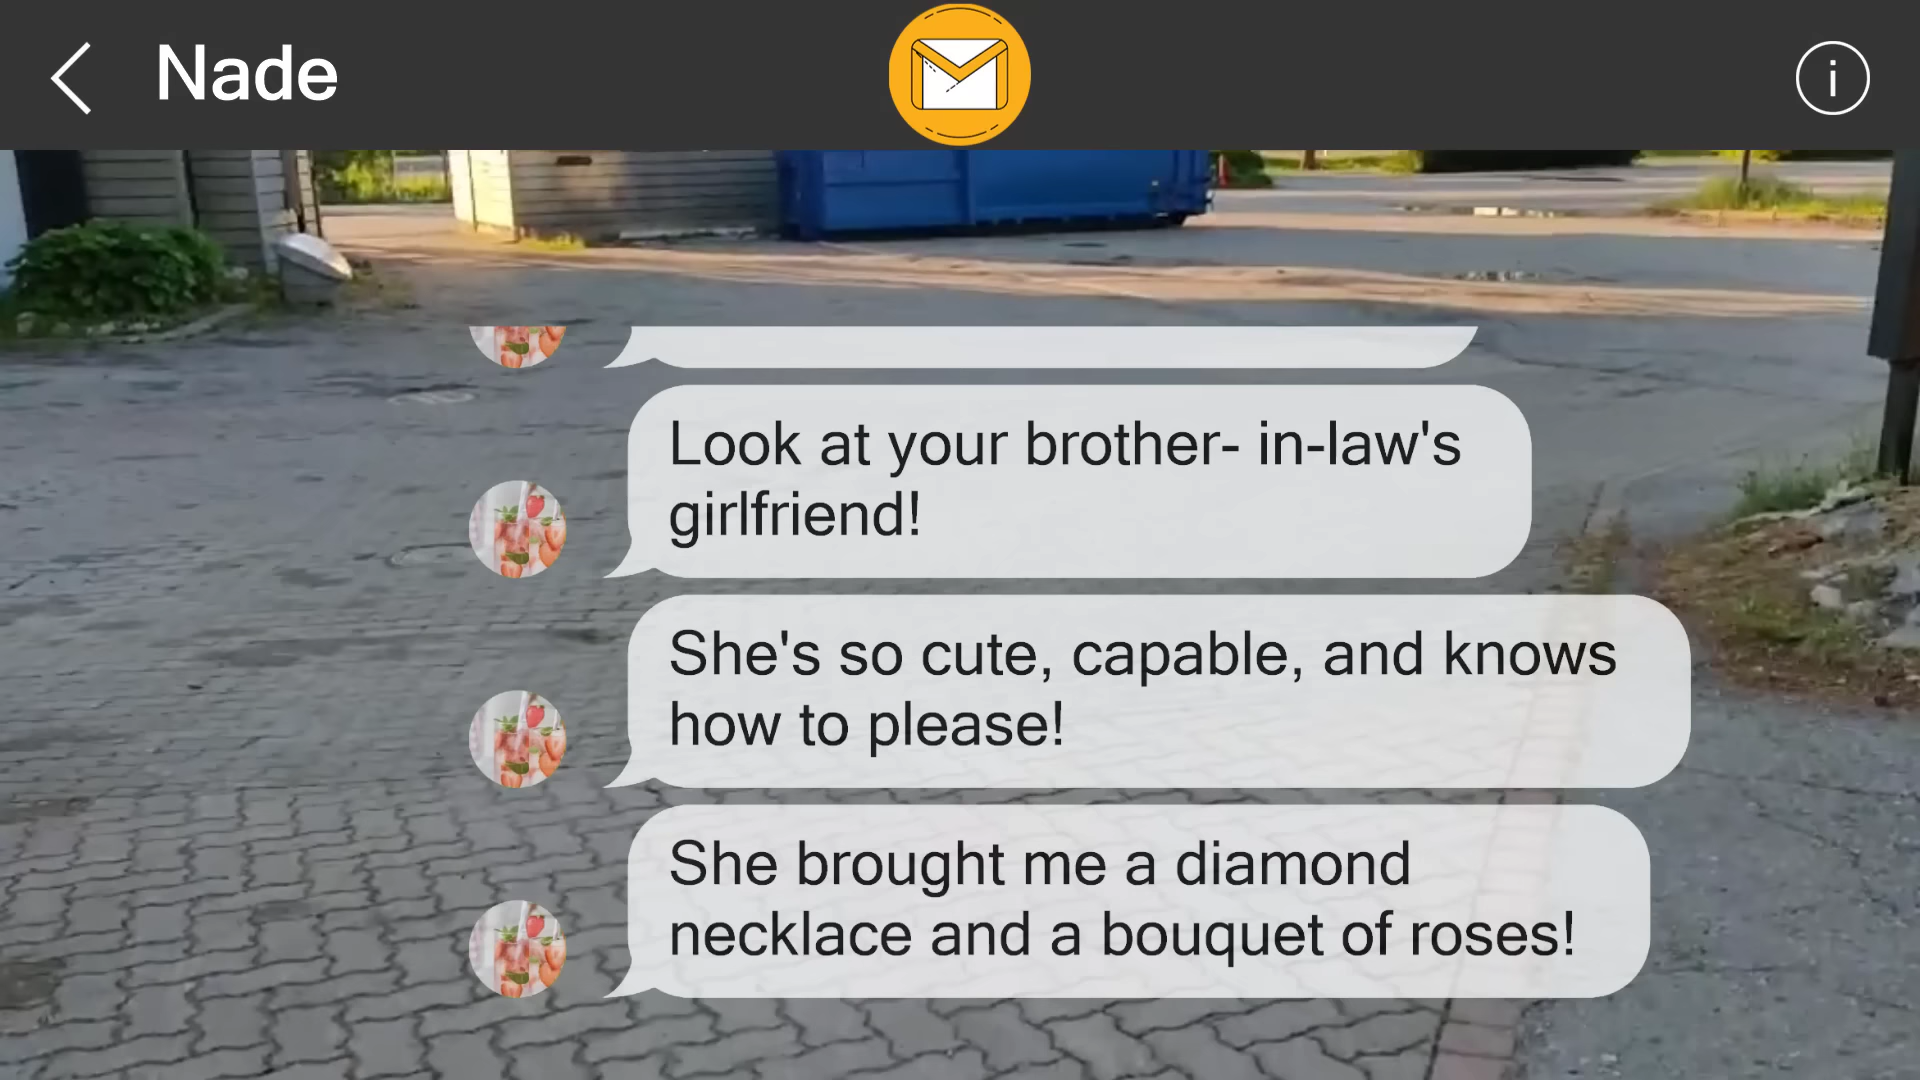 Nade
i
Look at your brother- in-law's
girlfriend!
She's so cute, capable, and knows
how to please!
She brought me a diamond
necklace and a bouquet of roses!